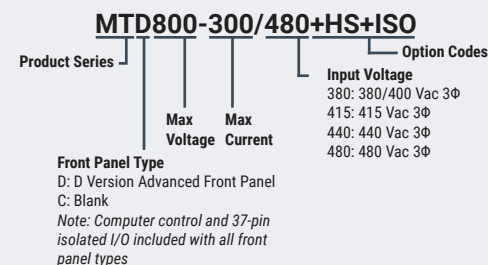 MTD800-300/480+HS+ISO
Product Series
Option Codes
Input Voltage
380: 380/400 Vac 3Φ
415: 415 Vac 3Φ
440: 440 Vac 3Φ
480: 480 Vac 3Φ
Max
Voltage
Max
Current
Front Panel Type
D: D Version Advanced Front Panel
C: Blank
Note: Computer control and 37-pin
isolated I/O included with all front
panel types